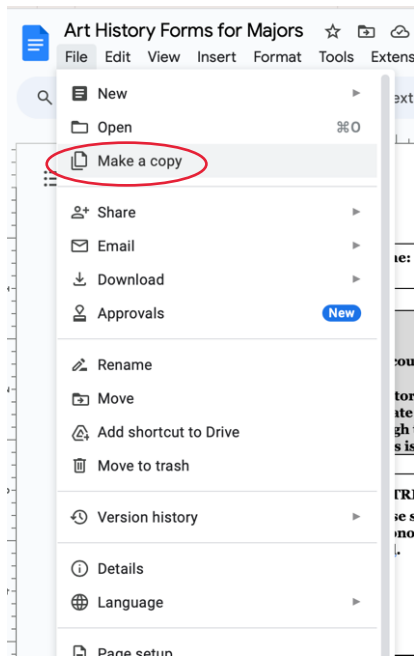 Art History Forms for Majors
File Edit View Insert Format Tools Extens
New
Open ⌘O
Make a copy
Share
Email
Download
Approvals New
Rename
Move
Add shortcut to Drive
Move to trash
Version history
Details
Language
Page setup